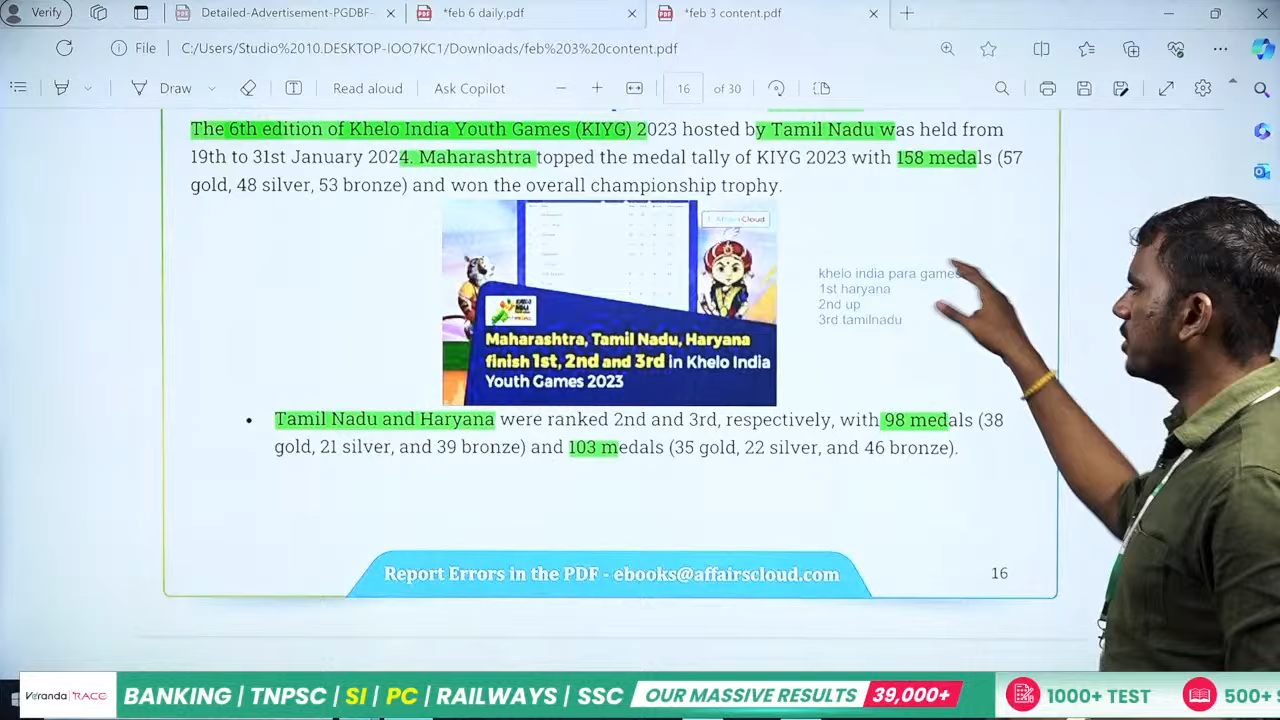 Verify
Detailed-Advertisement-PGDBF-
*feb 6 daily.pdf
*feb 3 content.pdf
File
C:/Users/Studio%2010.DESKTOP-IOO7KC1/Downloads/feb%203%20content.pdf
Draw
Read aloud
Ask Copilot
16
of 30
The 6th edition of Khelo India Youth Games (KIYG) 2023 hosted by Tamil Nadu was held from
19th to 31st January 2024. Maharashtra topped the medal tally of KIYG 2023 with 158 medals (57
gold, 48 silver, 53 bronze) and won the overall championship trophy.
AffairsCloud
khelo india para games
1st haryana
2nd up
3rd tamilnadu
Maharashtra, Tamil Nadu, Haryana
finish 1st, 2nd and 3rd in Khelo India
Youth Games 2023
• Tamil Nadu and Haryana were ranked 2nd and 3rd, respectively, with 98 medals (38
gold, 21 silver, and 39 bronze) and 103 medals (35 gold, 22 silver, and 46 bronze).
Report Errors in the PDF - ebooks@affairscloud.com
16
Veranda RACE
BANKING | TNPSC | SI | PC | RAILWAYS | SSC
OUR MASSIVE RESULTS 39,000+
1000+ TEST
500+